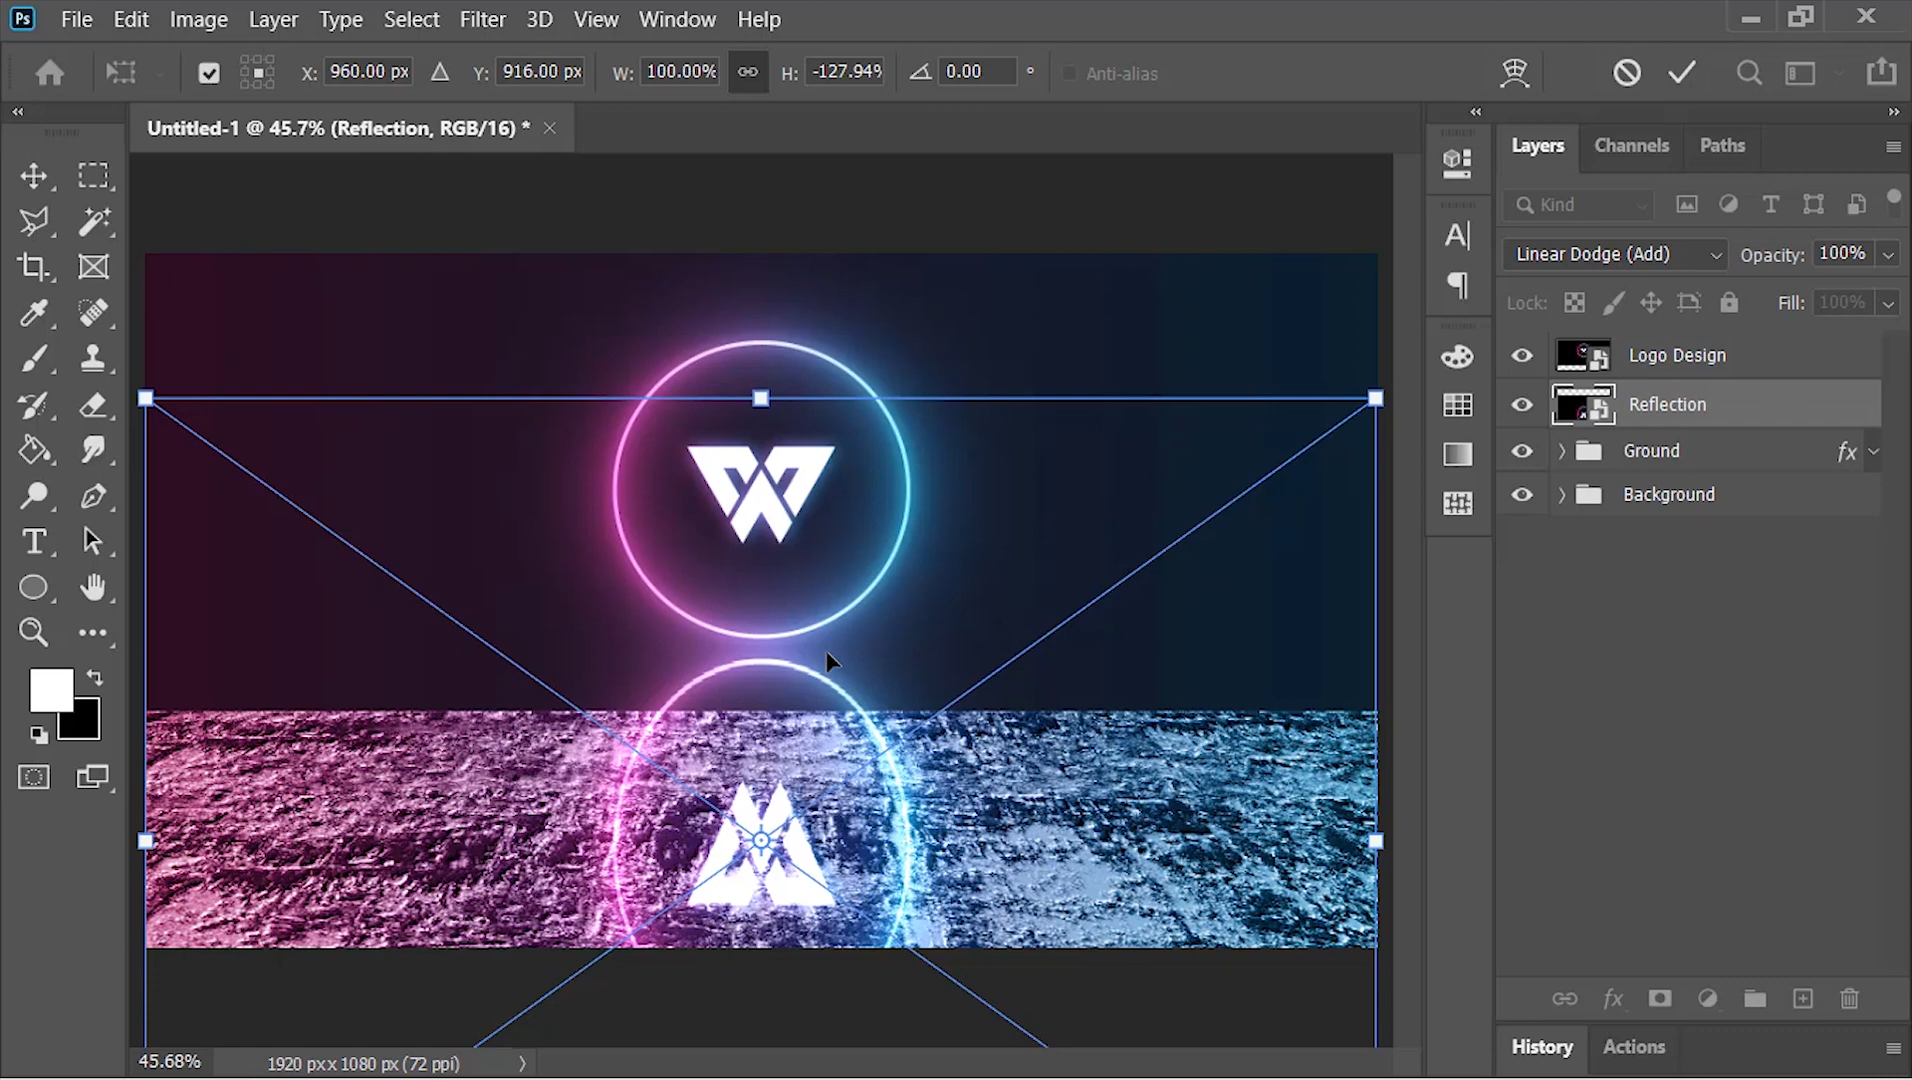 Ps File Edit Image Layer Type Select Filter 3D View Window Help
X: 960.00 px Y: 916.00 px W: 100.00% H: -127.94% 0.00 ° Anti-alias
Untitled-1 @ 45.7% (Reflection, RGB/16) *
Layers Channels Paths
Kind
Linear Dodge (Add) Opacity: 100%
Lock: Fill: 100%
Logo Design
Reflection
Ground fx
Background
fx
45.68% 1920 px x 1080 px (72 ppi)
History Actions